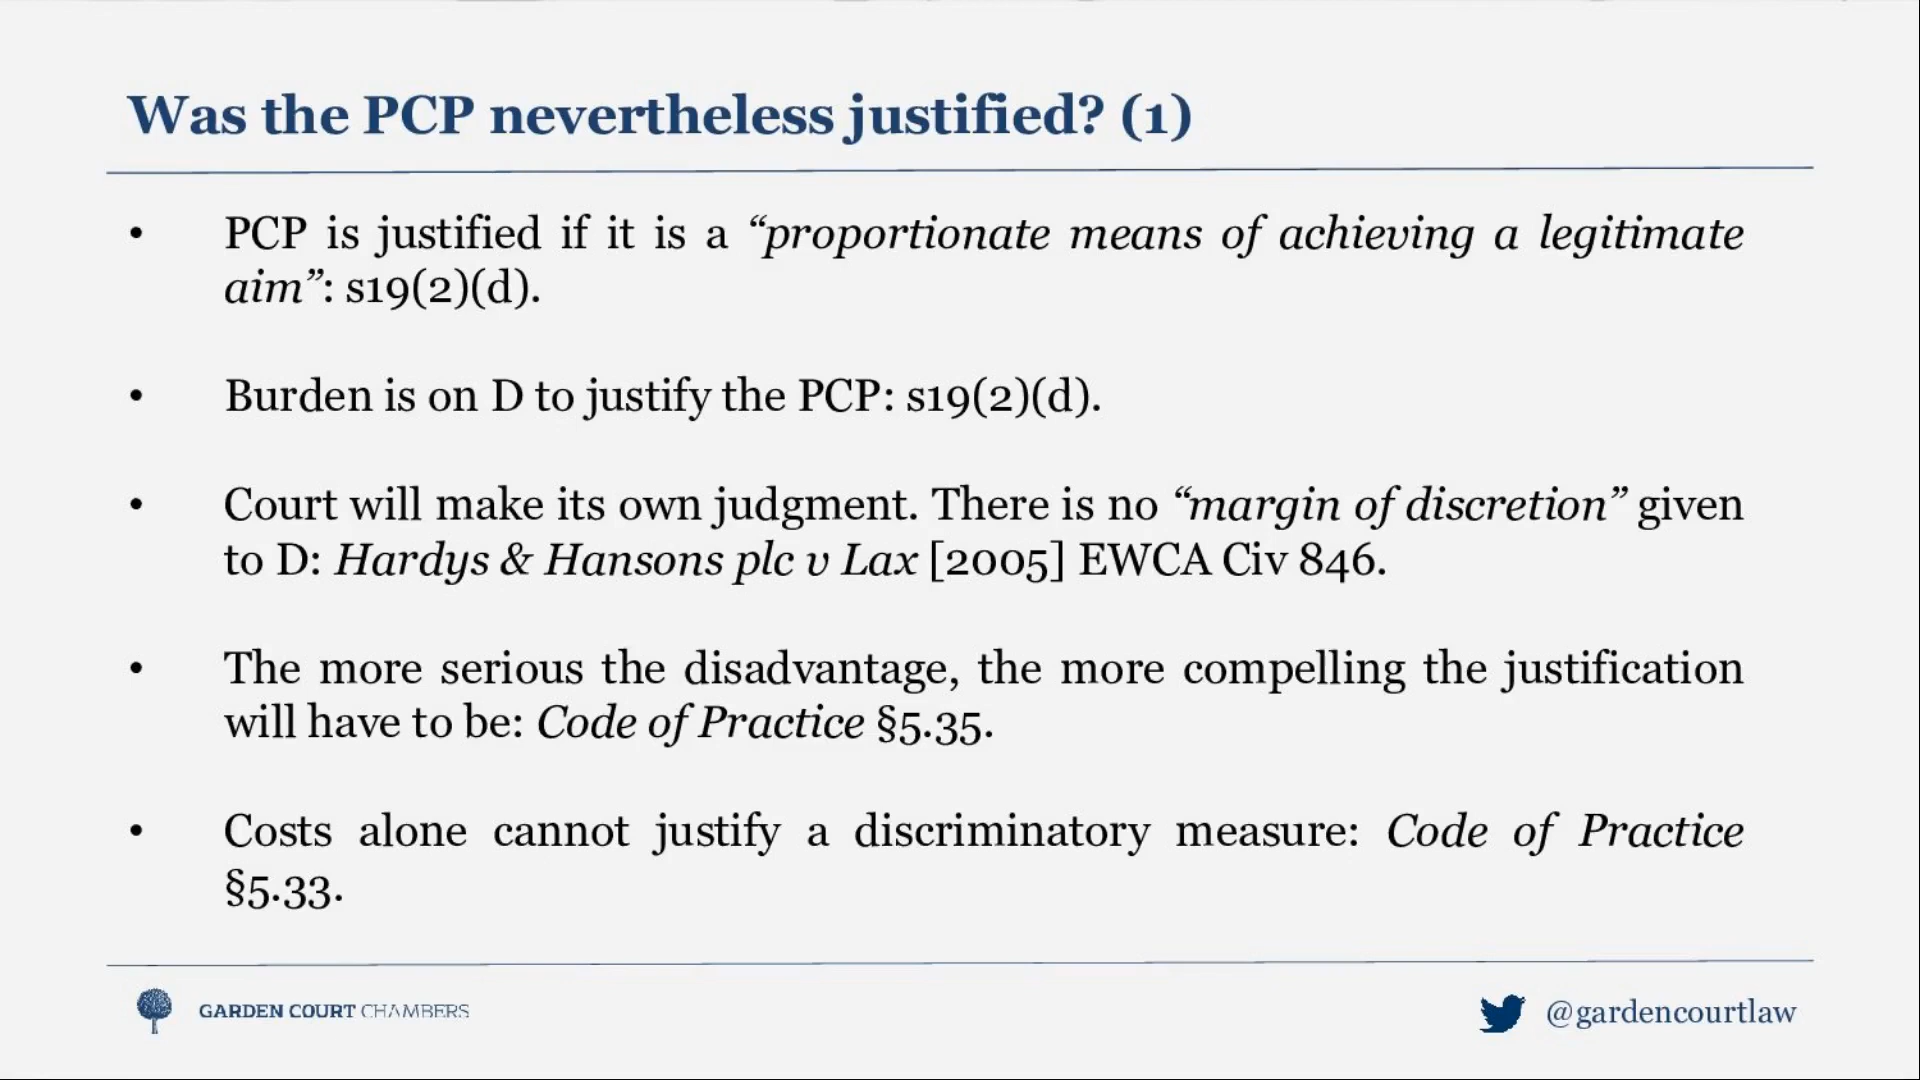 Was the PCP nevertheless justified? (1)
• PCP is justified if it is a “proportionate means of achieving a legitimate
aim”: s19(2)(d).
• Burden is on D to justify the PCP: s19(2)(d).
• Court will make its own judgment. There is no “margin of discretion” given
to D: Hardys & Hansons plc v Lax [2005] EWCA Civ 846.
• The more serious the disadvantage, the more compelling the justification
will have to be: Code of Practice §5.35.
• Costs alone cannot justify a discriminatory measure: Code of Practice
§5.33.
GARDEN COURT CHAMBERS
@gardencourtlaw